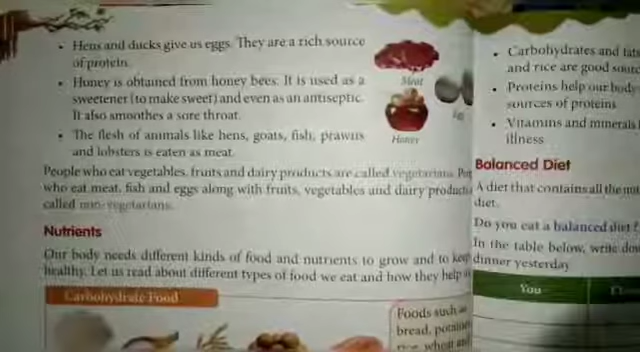 • Hens and ducks give us eggs. They are a rich source
of protein.
• Honey is obtained from honey bees. It is used as a
sweetener (to make sweet) and even as an antiseptic.
It also smoothes a sore throat.
• The flesh of animals like hens, goats, fish, prawns
and lobsters is eaten as meat.
Meat
Egg
Honey
People who eat vegetables, fruits and dairy products are called vegetarians.
who eat meat, fish and eggs along with fruits, vegetables and dairy
called non-vegetarians.
Nutrients
Our body needs different kinds of food and nutrients to grow and to keep
healthy. Let us read about different types of food we eat and how they help
Carbohydrate Food
Foods such as
bread,
rice, wheat and
• Carbohydrates and fats
and rice are good
• Proteins help our body
sources of proteins
• Vitamins and minerals
illness
Balanced Diet
A diet that contains all the
diet.
Do you eat a balanced diet?
In the table below, write
dinner yesterday
You